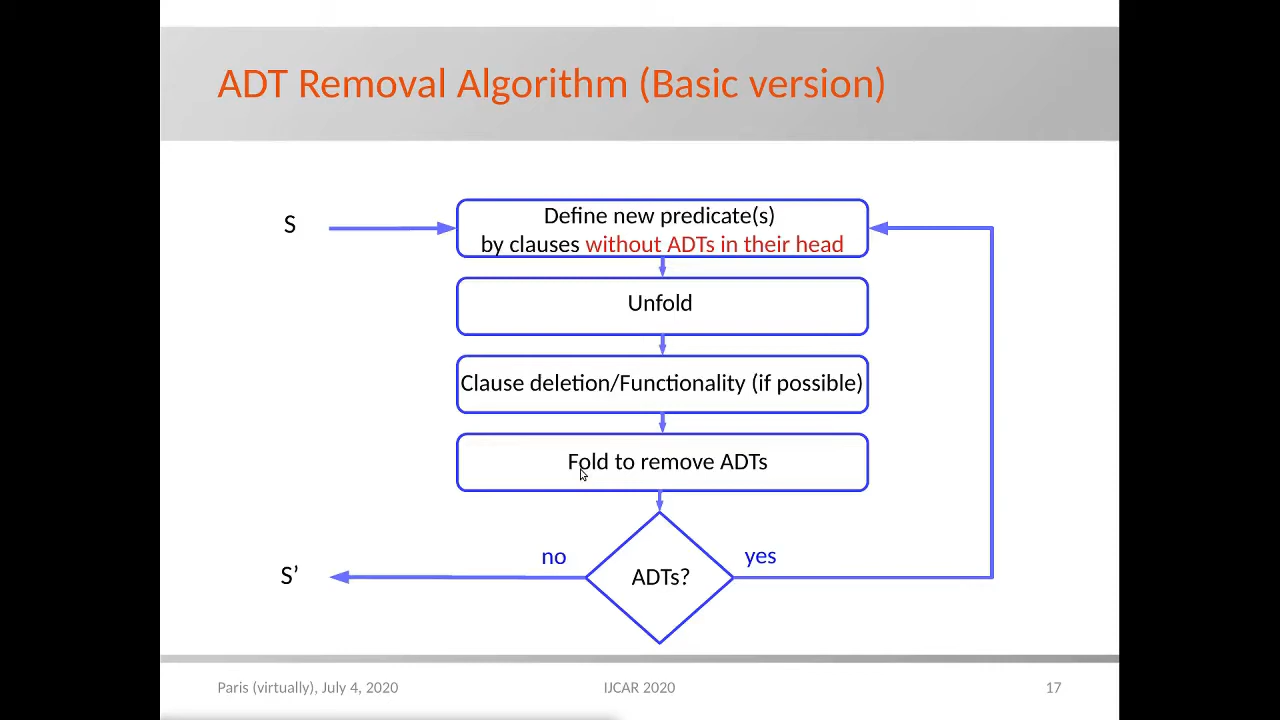 ADT Removal Algorithm (Basic version)
S
Define new predicate(s)
by clauses without ADTs in their head
Unfold
Clause deletion/Functionality (if possible)
Fold to remove ADTs
no
yes
S’
ADTs?
Paris (virtually), July 4, 2020
IJCAR 2020
17